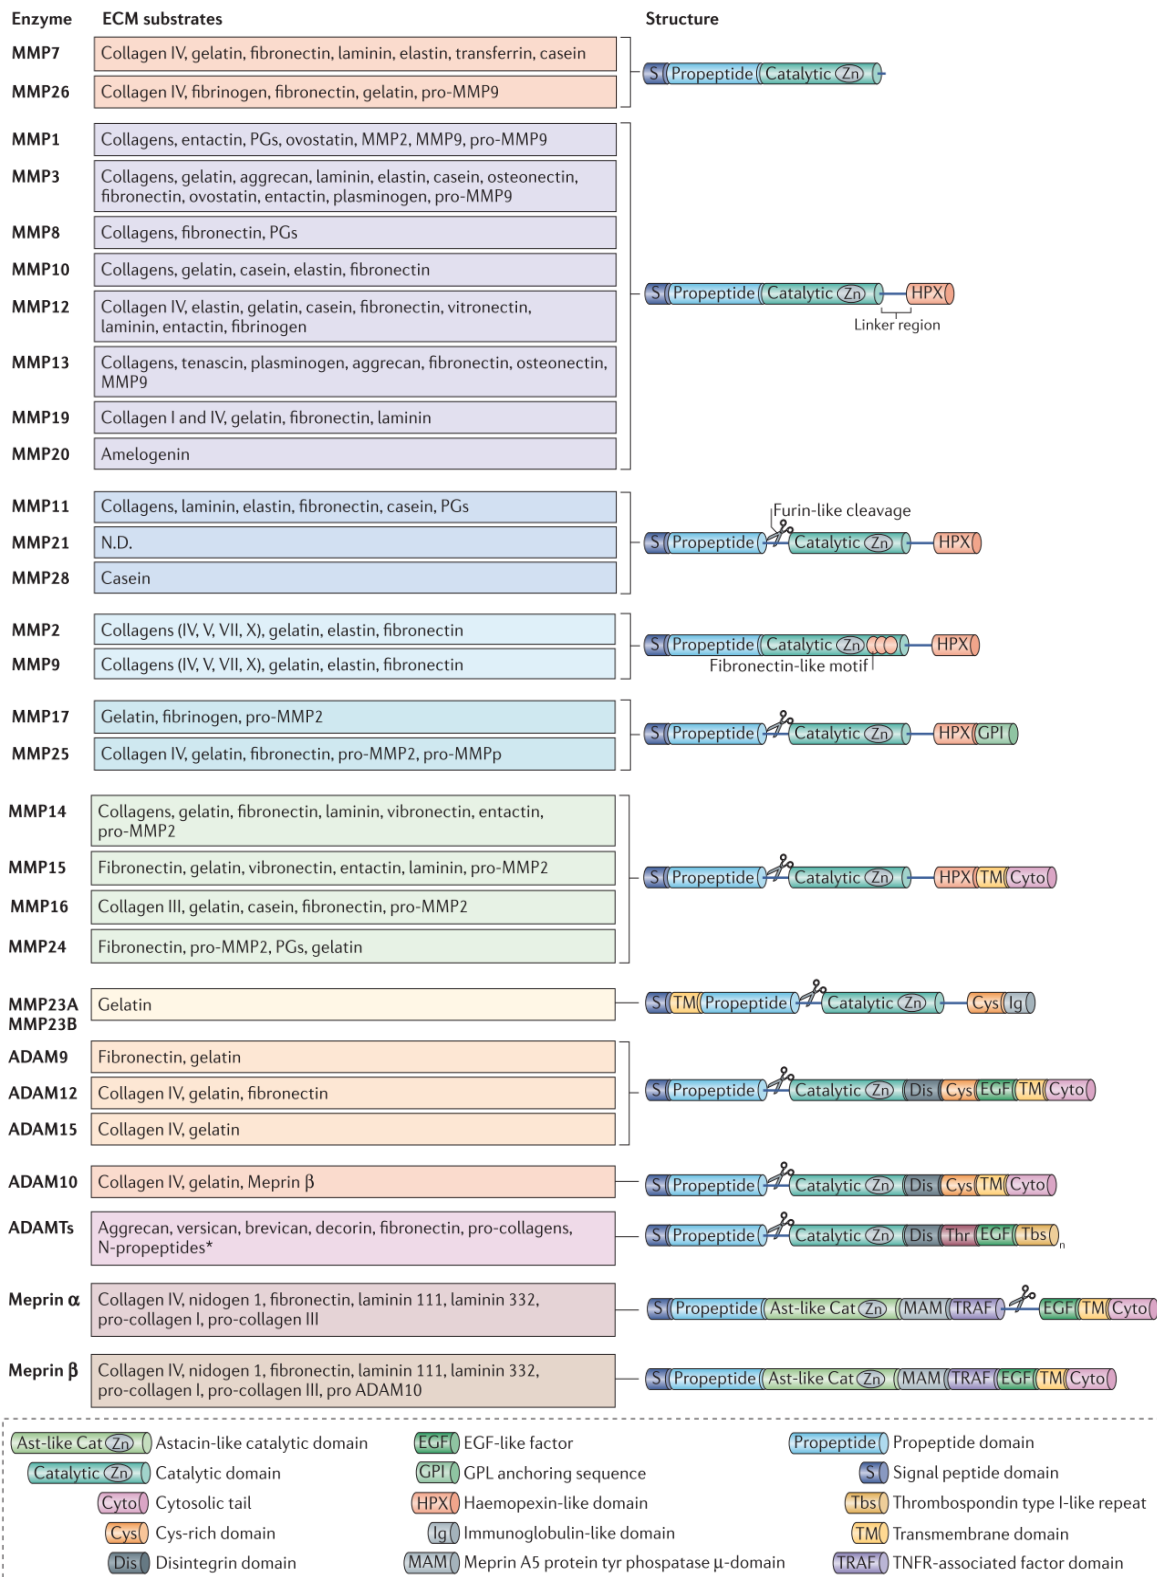 Enzyme ECM substrates Structure
MMP7 Collagen IV, gelatin, fibronectin, laminin, elastin, transferrin, casein
S Propeptide Catalytic Zn
MMP26 Collagen IV, fibrinogen, fibronectin, gelatin, pro-MMP9
MMP1 Collagens, entactin, PGs, ovostatin, MMP2, MMP9, pro-MMP9
MMP3 Collagens, gelatin, aggrecan, laminin, elastin, casein, osteonectin,
fibronectin, ovostatin, entactin, plasminogen, pro-MMP9
MMP8 Collagens, fibronectin, PGs
MMP10 Collagens, gelatin, casein, elastin, fibronectin
S Propeptide Catalytic Zn HPX
Linker region
MMP12 Collagen IV, elastin, gelatin, casein, fibronectin, vitronectin,
laminin, entactin, fibrinogen
MMP13 Collagens, tenascin, plasminogen, aggrecan, fibronectin, osteonectin,
MMP9
MMP19 Collagen I and IV, gelatin, fibronectin, laminin
MMP20 Amelogenin
MMP11 Collagens, laminin, elastin, fibronectin, casein, PGs
Furin-like cleavage
MMP21 N.D.
S Propeptide Catalytic Zn HPX
MMP28 Casein
MMP2 Collagens (IV, V, VII, X), gelatin, elastin, fibronectin
S Propeptide Catalytic Zn HPX
MMP9 Collagens (IV, V, VII, X), gelatin, elastin, fibronectin
Fibronectin-like motif
MMP17 Gelatin, fibrinogen, pro-MMP2
S Propeptide Catalytic Zn HPX GPI
MMP25 Collagen IV, gelatin, fibronectin, pro-MMP2, pro-MMPp
MMP14 Collagens, gelatin, fibronectin, laminin, vibronectin, entactin,
pro-MMP2
MMP15 Fibronectin, gelatin, vibronectin, entactin, laminin, pro-MMP2
S Propeptide Catalytic Zn HPX TM Cyto
MMP16 Collagen III, gelatin, casein, fibronectin, pro-MMP2
MMP24 Fibronectin, pro-MMP2, PGs, gelatin
MMP23A Gelatin
MMP23B
S TM Propeptide Catalytic Zn Cys Ig
ADAM9 Fibronectin, gelatin
ADAM12 Collagen IV, gelatin, fibronectin
S Propeptide Catalytic Zn Dis Cys EGF TM Cyto
ADAM15 Collagen IV, gelatin
ADAM10 Collagen IV, gelatin, Meprin β
S Propeptide Catalytic Zn Dis Cys TM Cyto
ADAMTs Aggrecan, versican, brevican, decorin, fibronectin, pro-collagens,
N-propeptides*
S Propeptide Catalytic Zn Dis Thr EGF Tbs n
Meprin α Collagen IV, nidogen 1, fibronectin, laminin 111, laminin 332,
pro-collagen I, pro-collagen III
S Propeptide Ast-like Cat Zn MAM TRAF EGF TM Cyto
Meprin β Collagen IV, nidogen 1, fibronectin, laminin 111, laminin 332,
pro-collagen I, pro-collagen III, pro ADAM10
S Propeptide Ast-like Cat Zn MAM TRAF EGF TM Cyto
Ast-like Cat Zn Astacin-like catalytic domain
Catalytic Zn Catalytic domain
Cyto Cytosolic tail
Cys Cys-rich domain
Dis Disintegrin domain
EGF EGF-like factor
GPI GPL anchoring sequence
HPX Haemopexin-like domain
Ig Immunoglobulin-like domain
MAM Meprin A5 protein tyr phospatase μ-domain
Propeptide Propeptide domain
S Signal peptide domain
Tbs Thrombospondin type I-like repeat
TM Transmembrane domain
TRAF TNFR-associated factor domain